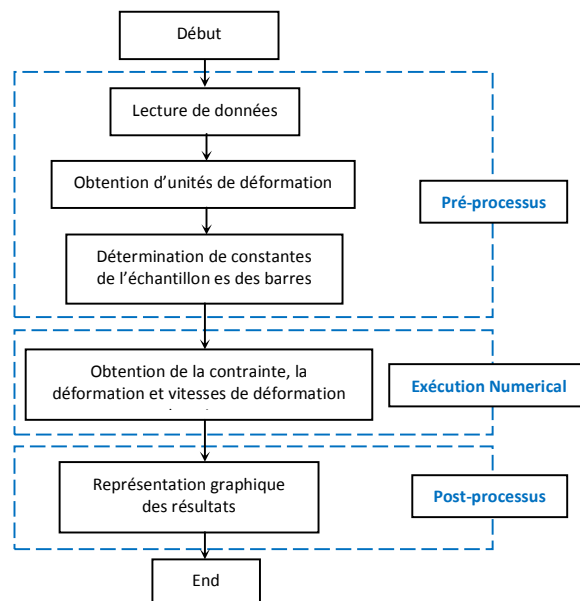 Début
Lecture de données
Obtention d'unités de déformation
Pré-processus
Détermination de constantes
de l'échantillon es des barres
Obtention de la contrainte, la
déformation et vitesses de déformation
Exécution Numerical
Représentation graphique
des résultats
Post-processus
End